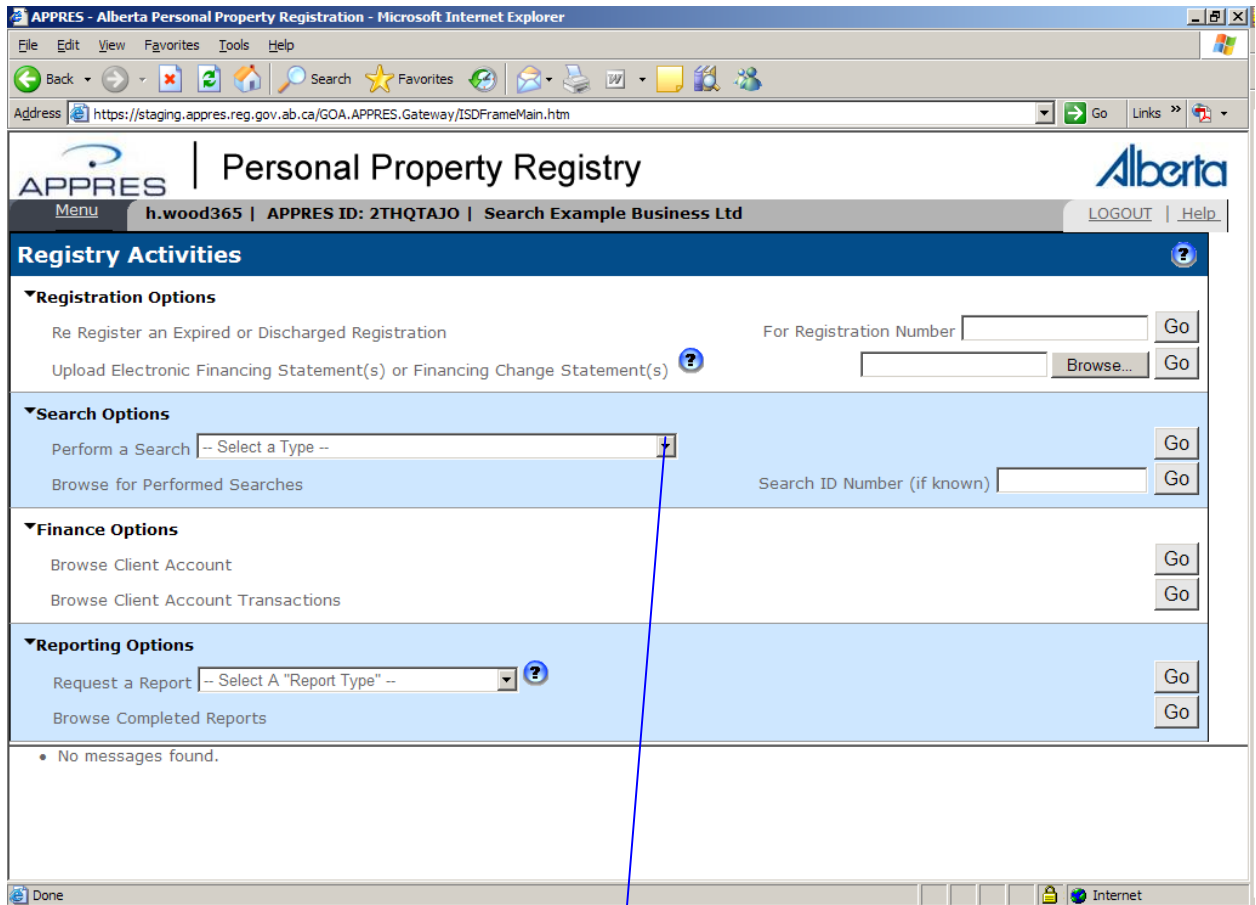 APPRES - Alberta Personal Property Registration - Microsoft Internet Explorer
File Edit View Favorites Tools Help
Back Search Favorites
Address https://staging.appres.reg.gov.ab.ca/GOA.APPRES.Gateway/ISDFrameMain.htm Go Links »
APPRES Personal Property Registry Alberta
Menu h.wood365 | APPRES ID: 2THQTAJO | Search Example Business Ltd LOGOUT | Help
Registry Activities ?
Registration Options
Re Register an Expired or Discharged Registration For Registration Number Go
Upload Electronic Financing Statement(s) or Financing Change Statement(s) ? Browse... Go
Search Options
Perform a Search -- Select a Type -- Go
Browse for Performed Searches Search ID Number (if known) Go
Finance Options
Browse Client Account Go
Browse Client Account Transactions Go
Reporting Options
Request a Report -- Select A "Report Type" -- ? Go
Browse Completed Reports Go
• No messages found.
Done Internet